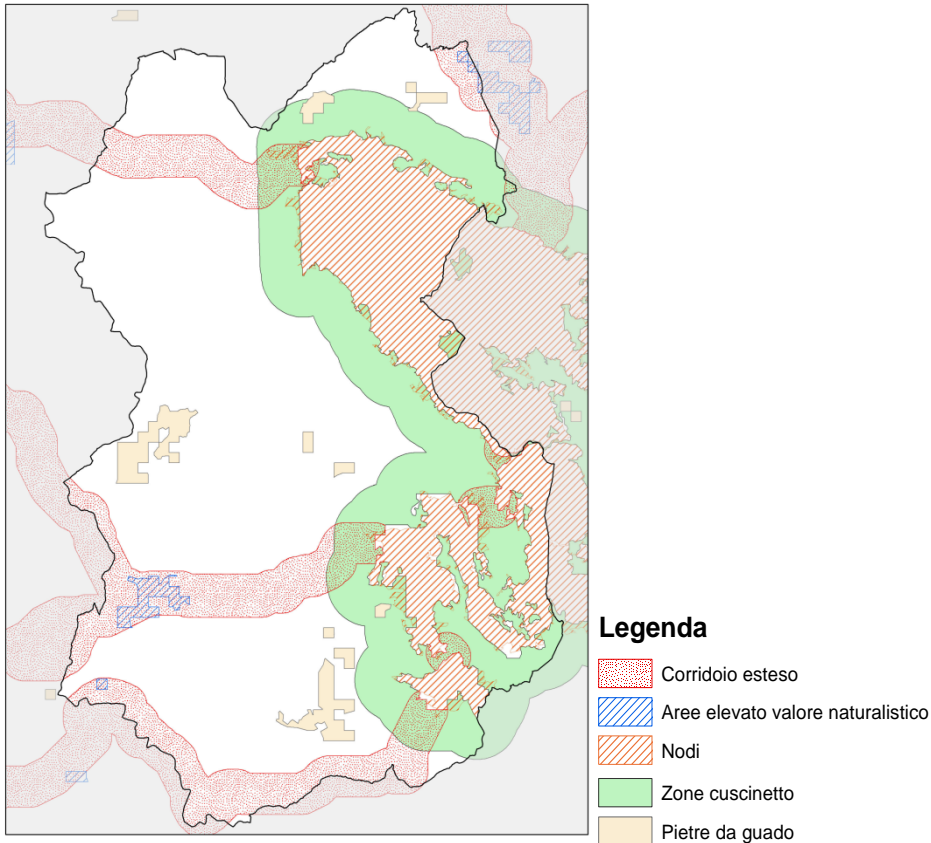 Legenda
Corridoio esteso
Aree elevato valore naturalistico
Nodi
Zone cuscinetto
Pietre da guado